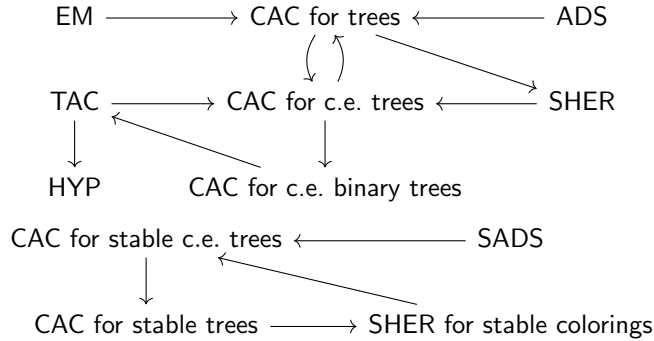 EM CAC for trees ADS
TAC CAC for c.e. trees SHER
HYP CAC for c.e. binary trees
CAC for stable c.e. trees SADS
CAC for stable trees SHER for stable colorings